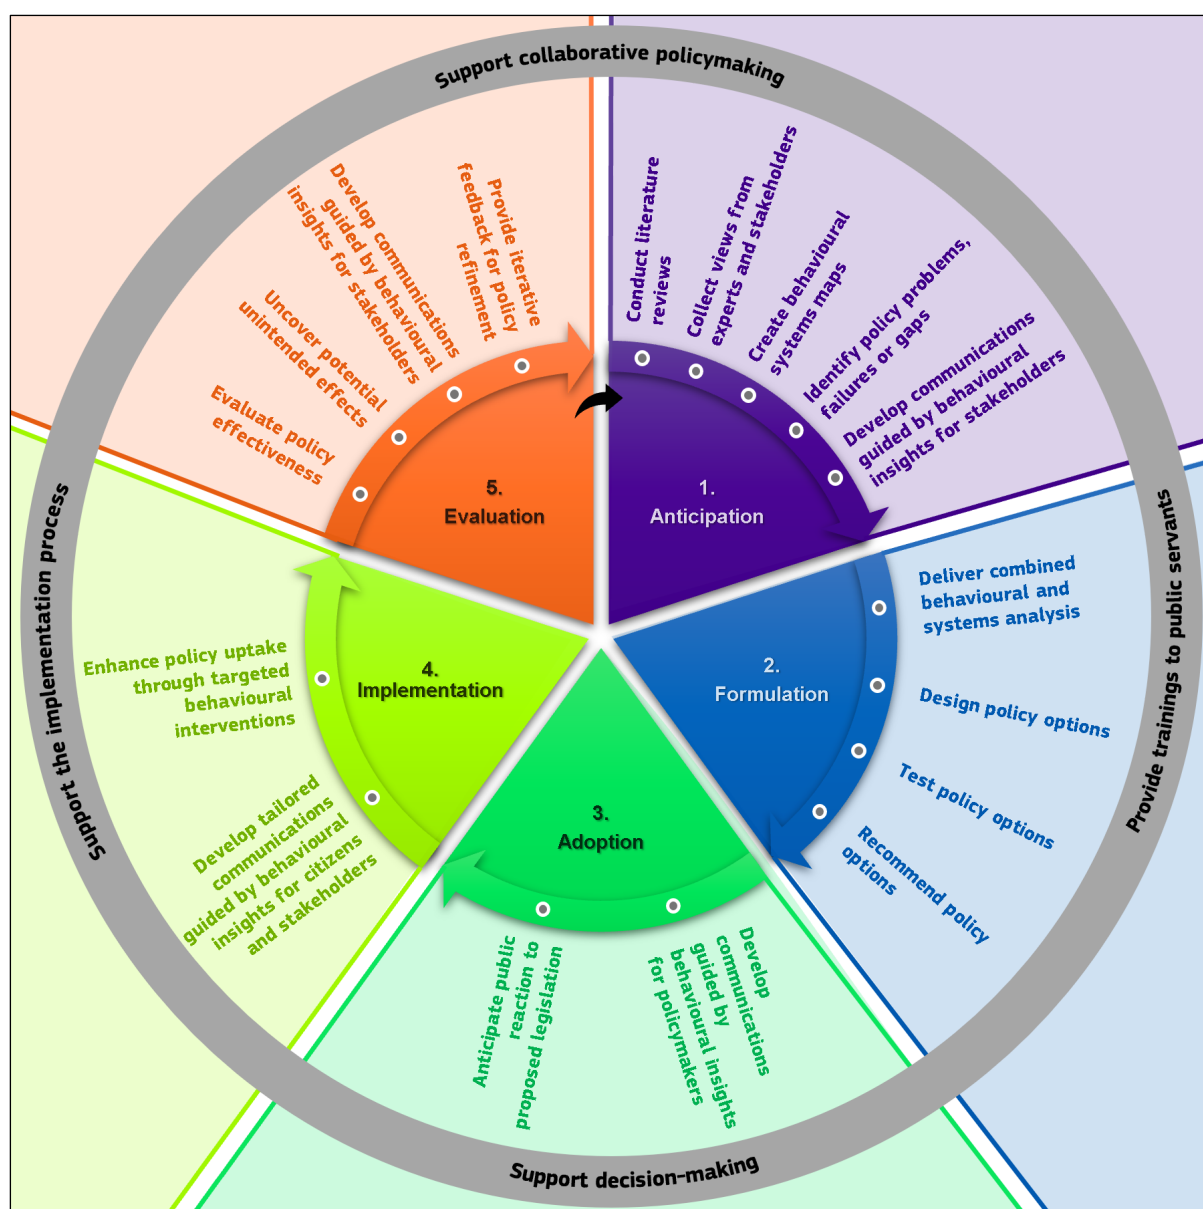 Support collaborative policymaking
Provide trainings to public servants
Support decision-making
Support the implementation process
1.
Anticipation
Conduct literature
reviews
Collect views from
experts and stakeholders
Create behavioural
systems maps
Identify policy problems,
failures or gaps
Develop communications
guided by behavioural
insights for stakeholders
2.
Formulation
Deliver combined
behavioural and
systems analysis
Design policy options
Test policy options
Recommend policy
options
3.
Adoption
Develop
communications
guided by
behavioural insights
for policymakers
Anticipate public
reaction to
proposed legislation
4.
Implementation
Develop tailored
communications
guided by behavioural
insights for citizens
and stakeholders
Enhance policy uptake
through targeted
behavioural
interventions
5.
Evaluation
Evaluate policy
effectiveness
Uncover potential
unintended effects
Develop communications
guided by behavioural
insights for stakeholders
Provide iterative
feedback for policy
refinement